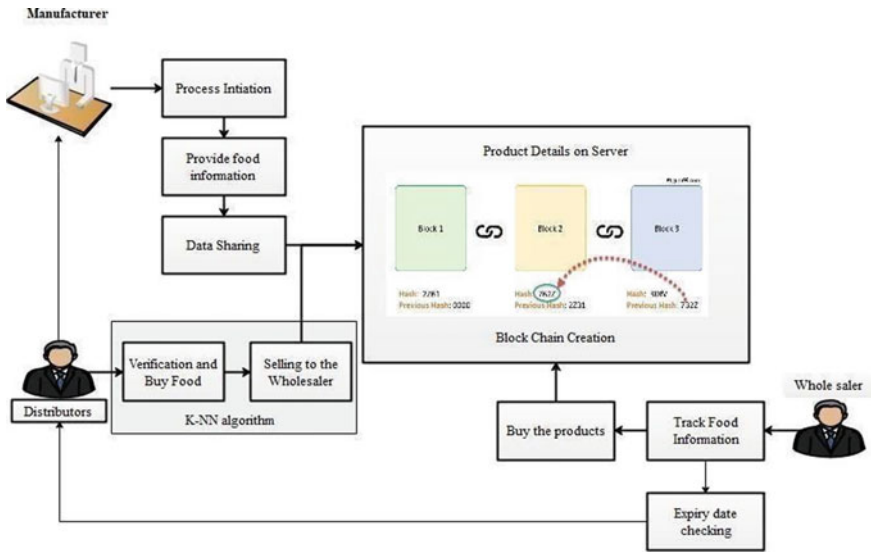 Manufacturer
Process Intiation
Provide food
information
Data Sharing
Product Details on Server
Block 1
Block 2
Block 3
Hash:
Previous Hash: 0000
Hash:
Previous Hash: 2Z31
Hash:
Previous Hash:
Block Chain Creation
Verification and
Buy Food
Selling to the
Wholesaler
K-NN algorithm
Distributors
Whole saler
Buy the products
Track Food
Information
Expiry date
checking